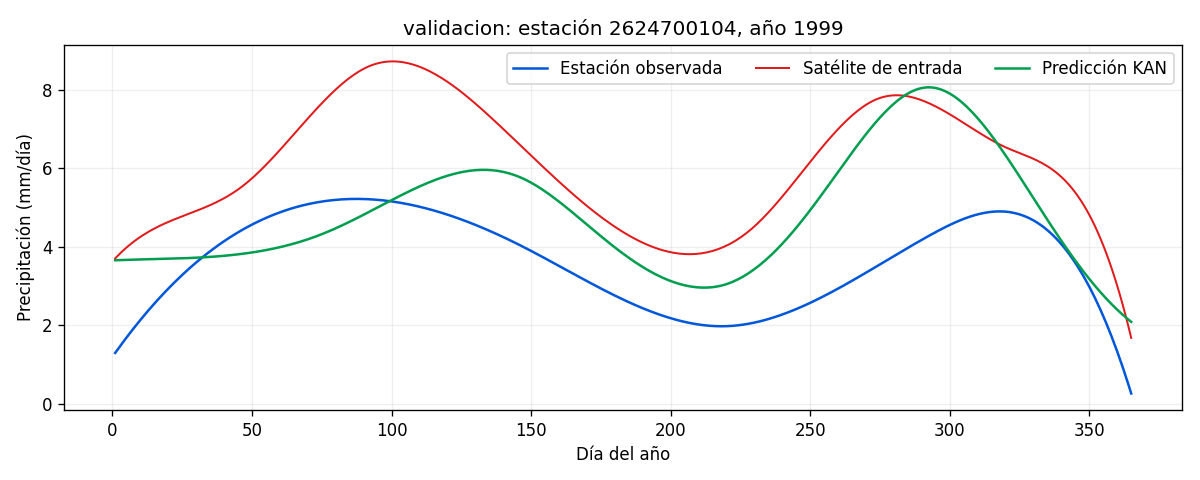 validacion: estación 2624700104, año 1999
Estación observada
Satélite de entrada
Predicción KAN
Precipitación (mm/día)
8
6
4
2
0
0 50 100 150 200 250 300 350
Día del año